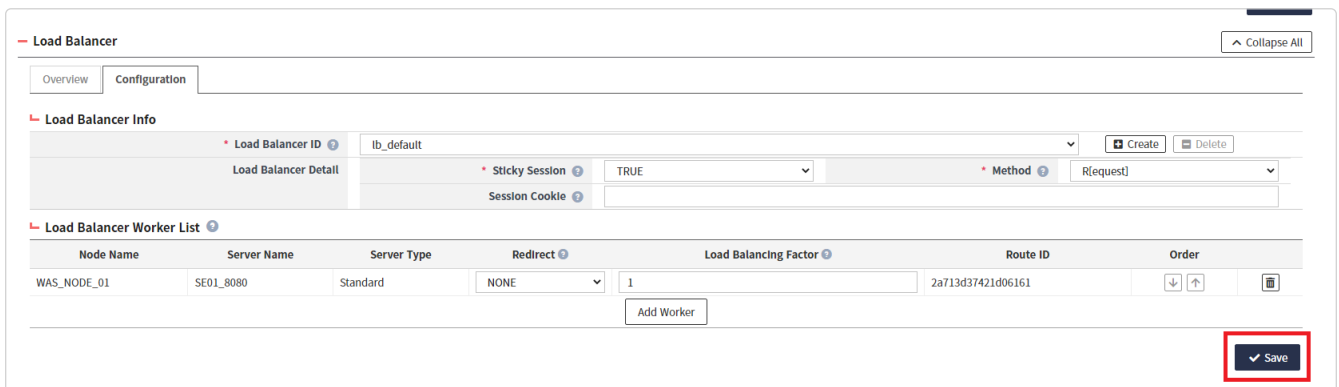 Load Balancer
Collapse All
Overview Configuration
Load Balancer Info
* Load Balancer ID ? lb_default Create Delete
Load Balancer Detail * Sticky Session ? TRUE * Method ? R[equest]
Session Cookie ?
Load Balancer Worker List ?
Node Name Server Name Server Type Redirect ? Load Balancing Factor ? Route ID Order
WAS_NODE_01 SE01_8080 Standard NONE 1 2a713d37421d06161
Add Worker
Save